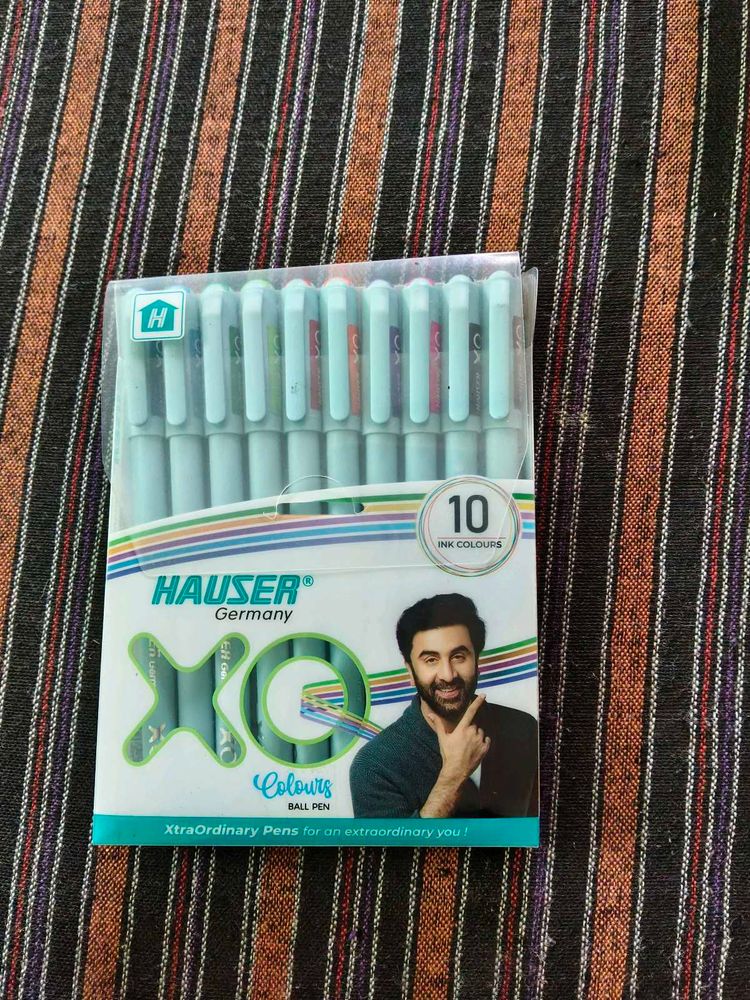 H
10
INK COLOURS
HAUSER®
Germany
XO
Colours
BALL PEN
XtraOrdinary Pens for an extraordinary you !